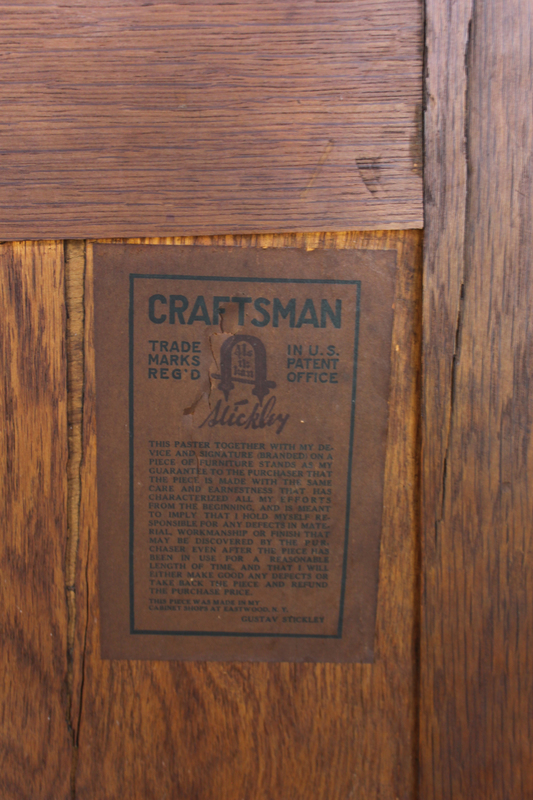 CRAFTSMAN
TRADE
MARKS
REG'D
Als
ik
kan
IN U.S.
PATENT
OFFICE
Stickley
THIS PASTER TOGETHER WITH MY DE-
VICE AND SIGNATURE (BRANDED) ON A
PIECE OF FURNITURE STANDS AS MY
GUARANTEE TO THE PURCHASER THAT
THE PIECE IS MADE WITH THE SAME
CARE AND EARNESTNESS THAT HAS
CHARACTERIZED ALL MY EFFORTS
FROM THE BEGINNING, AND IS MEANT
TO IMPLY THAT I HOLD MYSELF RE-
SPONSIBLE FOR ANY DEFECTS IN MATE-
RIAL, WORKMANSHIP OR FINISH THAT
MAY BE DISCOVERED BY THE PUR-
CHASER EVEN AFTER THE PIECE HAS
BEEN IN USE FOR A REASONABLE
LENGTH OF TIME, AND THAT I WILL
EITHER MAKE GOOD ANY DEFECTS OR
TAKE BACK THE PIECE AND REFUND
THE PURCHASE PRICE.
THIS PIECE WAS MADE IN MY
CABINET SHOPS AT EASTWOOD, N. Y.
GUSTAV STICKLEY